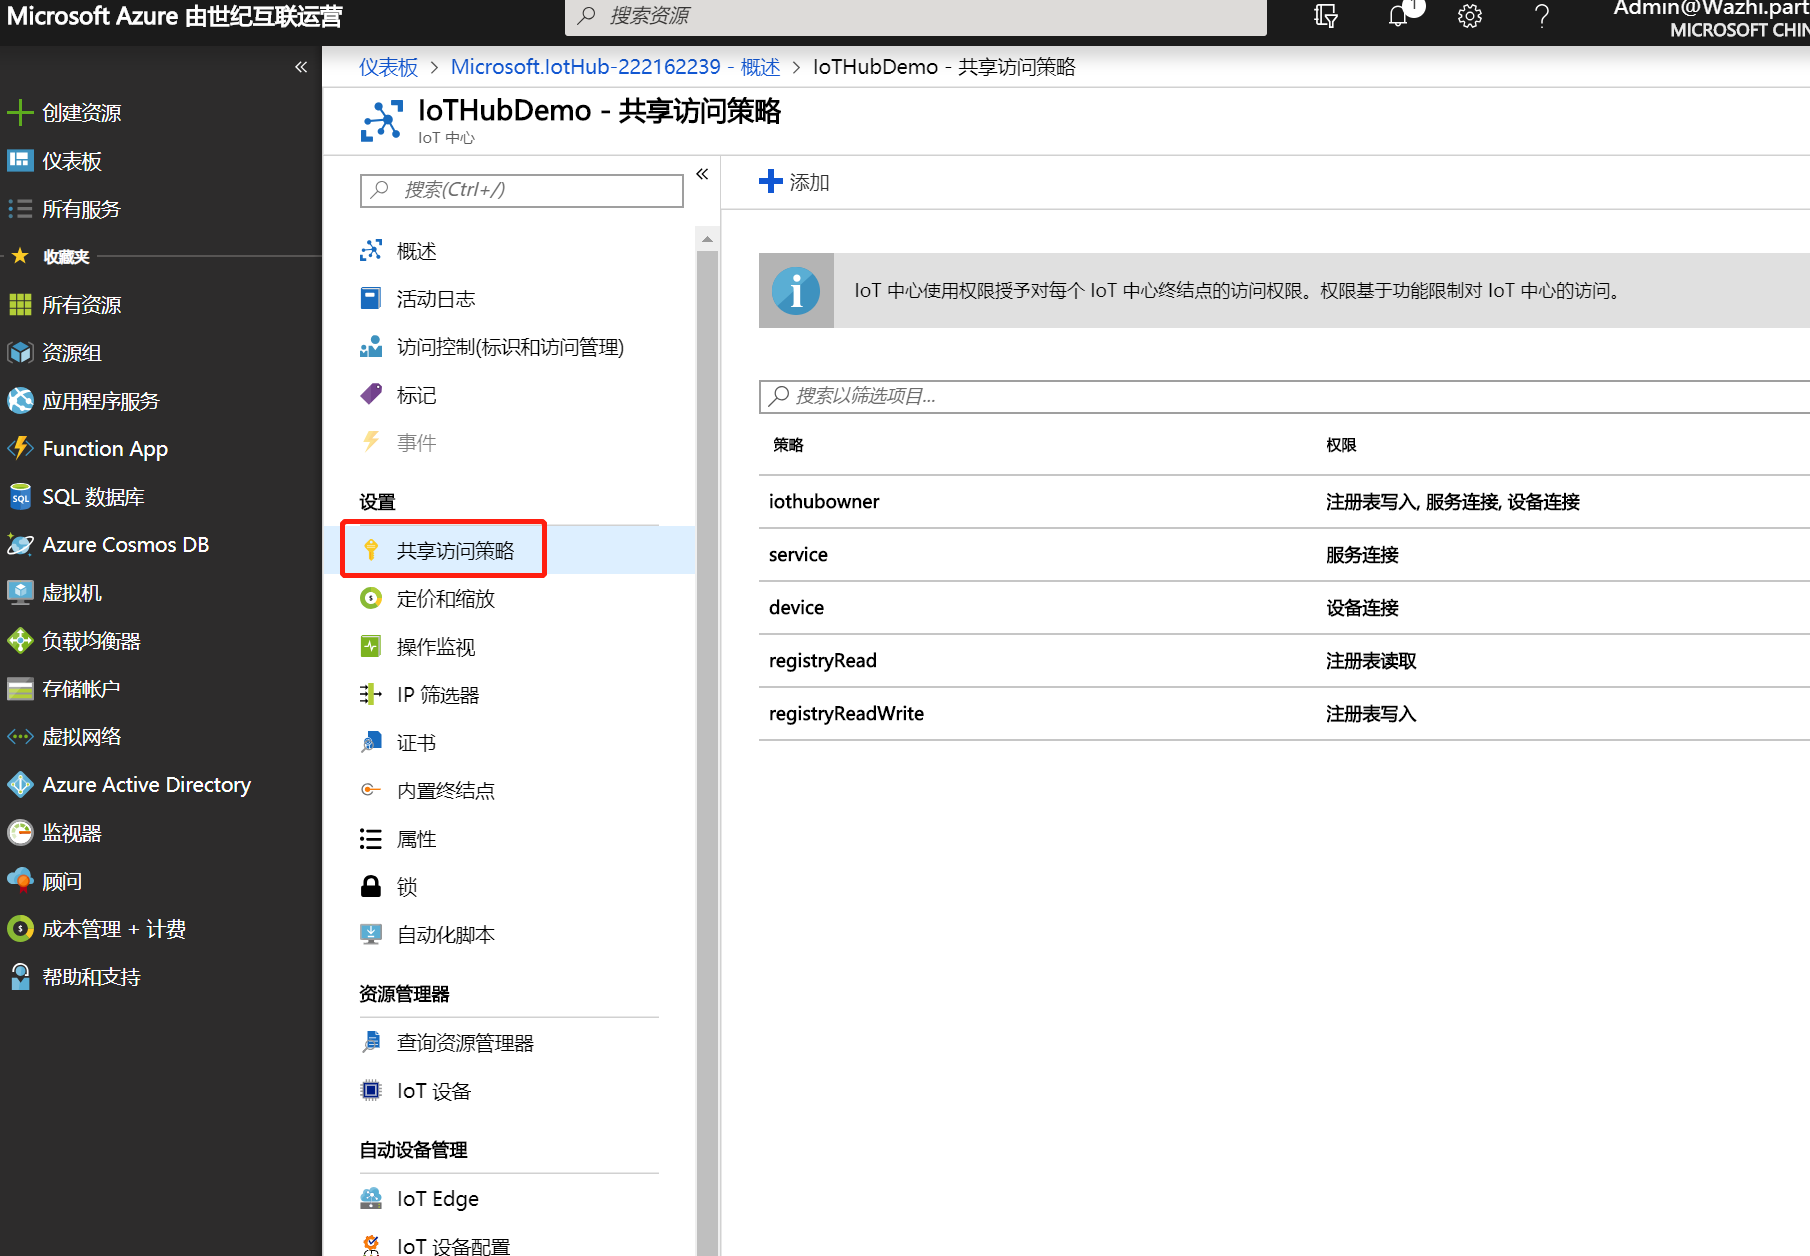 Microsoft Azure 由世纪互联运营
搜索资源
1
Admin@Wazhi.part
MICROSOFT CHIN
创建资源
仪表板
所有服务
收藏夹
所有资源
资源组
应用程序服务
Function App
SQL 数据库
Azure Cosmos DB
虚拟机
负载均衡器
存储帐户
虚拟网络
Azure Active Directory
监视器
顾问
成本管理 + 计费
帮助和支持
仪表板 > Microsoft.IotHub-222162239 - 概述 > IoTHubDemo - 共享访问策略
IoTHubDemo - 共享访问策略
IoT 中心
搜索(Ctrl+/)
概述
活动日志
访问控制(标识和访问管理)
标记
事件
设置
共享访问策略
定价和缩放
操作监视
IP 筛选器
证书
内置终结点
属性
锁
自动化脚本
资源管理器
查询资源管理器
IoT 设备
自动设备管理
IoT Edge
IoT 设备配置
添加
IoT 中心使用权限授予对每个 IoT 中心终结点的访问权限。权限基于功能限制对 IoT 中心的访问。
搜索以筛选项目...
策略 权限
iothubowner 注册表写入, 服务连接, 设备连接
service 服务连接
device 设备连接
registryRead 注册表读取
registryReadWrite 注册表写入